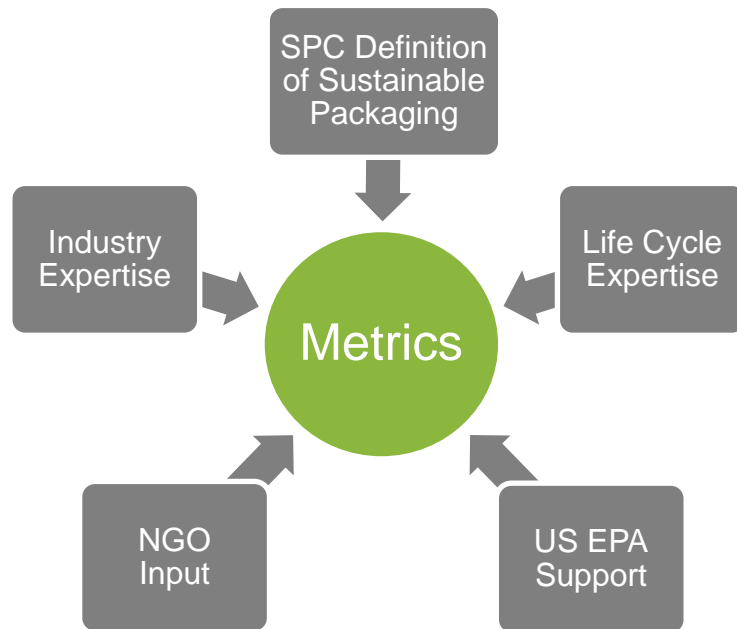 SPC Definition
of Sustainable
Packaging
Industry
Expertise
Life Cycle
Expertise
Metrics
NGO
Input
US EPA
Support